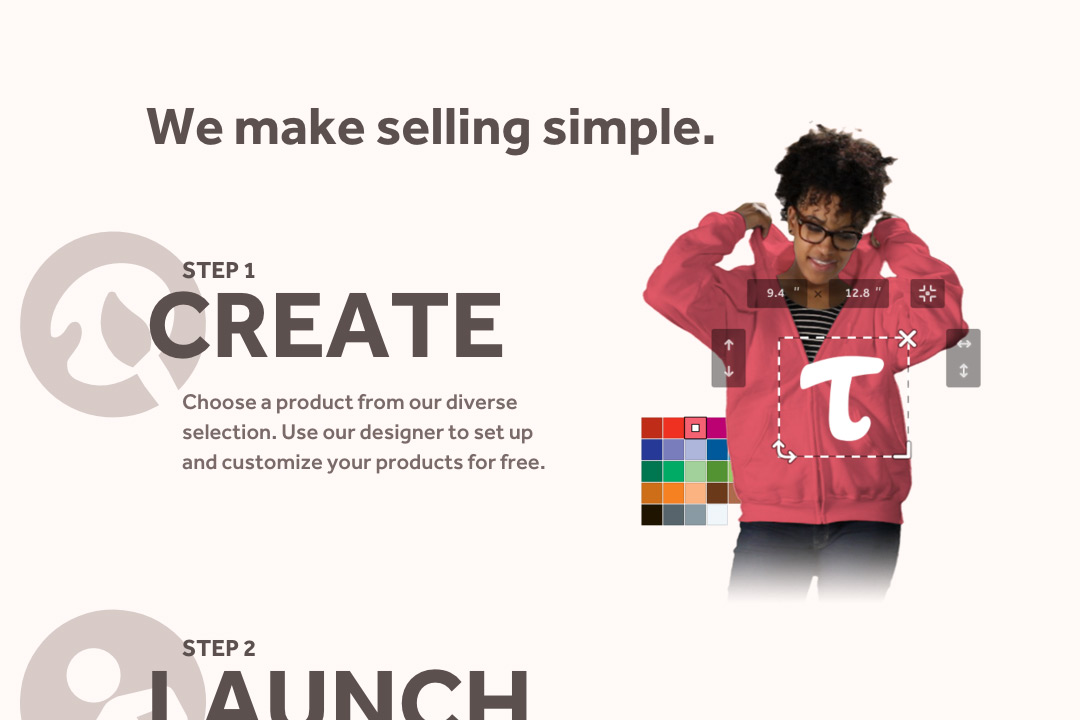 We make selling simple.
STEP 1
CREATE
Choose a product from our diverse
selection. Use our designer to set up
and customize your products for free.
9.4 " × 12.8 "
τ
STEP 2
LAUNCH